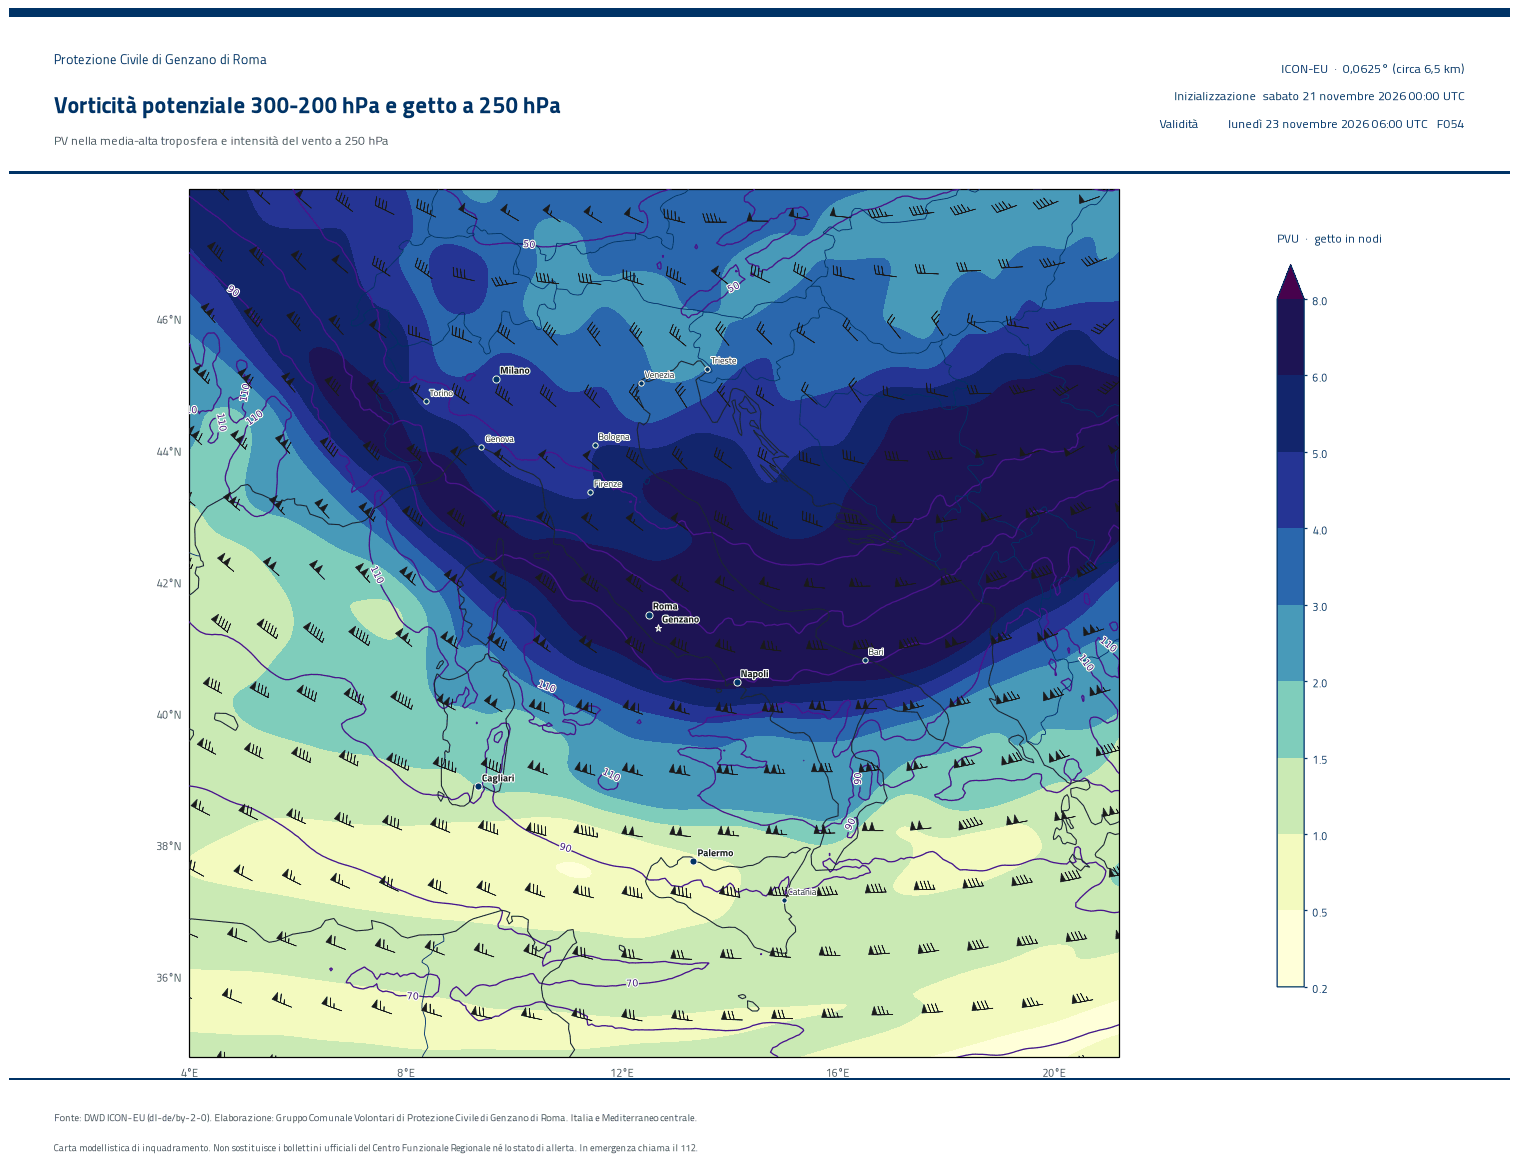 Protezione Civile di Genzano di Roma
Vorticità potenziale 300-200 hPa e getto a 250 hPa
PV nella media-alta troposfera e intensità del vento a 250 hPa
ICON-EU · 0,0625° (circa 6,5 km)
Inizializzazione sabato 21 novembre 2026 00:00 UTC
Validità lunedì 23 novembre 2026 06:00 UTC F054
PVU · getto in nodi
8.0
6.0
5.0
4.0
3.0
2.0
1.5
1.0
0.5
0.2
46°N
44°N
42°N
40°N
38°N
36°N
4°E
8°E
12°E
16°E
20°E
50
90
50
Trieste
Venezia
Milano
110
Torino
110
110
Genova
Bologna
Firenze
110
Roma
Genzano
110
Bari
110
Napoli
110
110
90
Cagliari
90
90
Palermo
Catania
70
70
Fonte: DWD ICON-EU (dl-de/by-2-0). Elaborazione: Gruppo Comunale Volontari di Protezione Civile di Genzano di Roma. Italia e Mediterraneo centrale.
Carta modellistica di inquadramento. Non sostituisce i bollettini ufficiali del Centro Funzionale Regionale né lo stato di allerta. In emergenza chiama il 112.